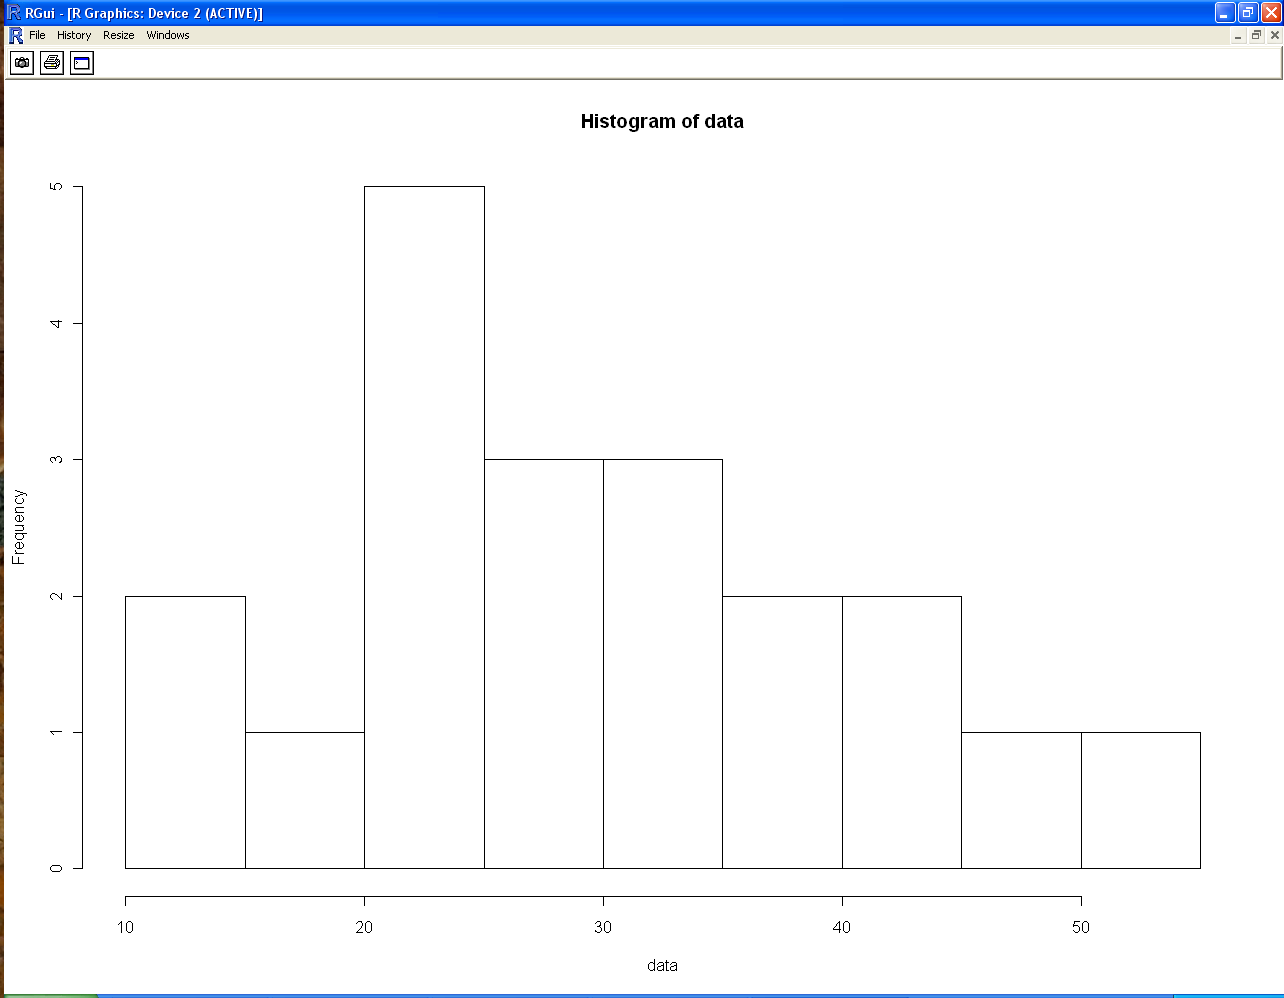 RGui - [R Graphics: Device 2 (ACTIVE)]
File History Resize Windows
Histogram of data
5
4
3
2
1
0
Frequency
10 20 30 40 50
data